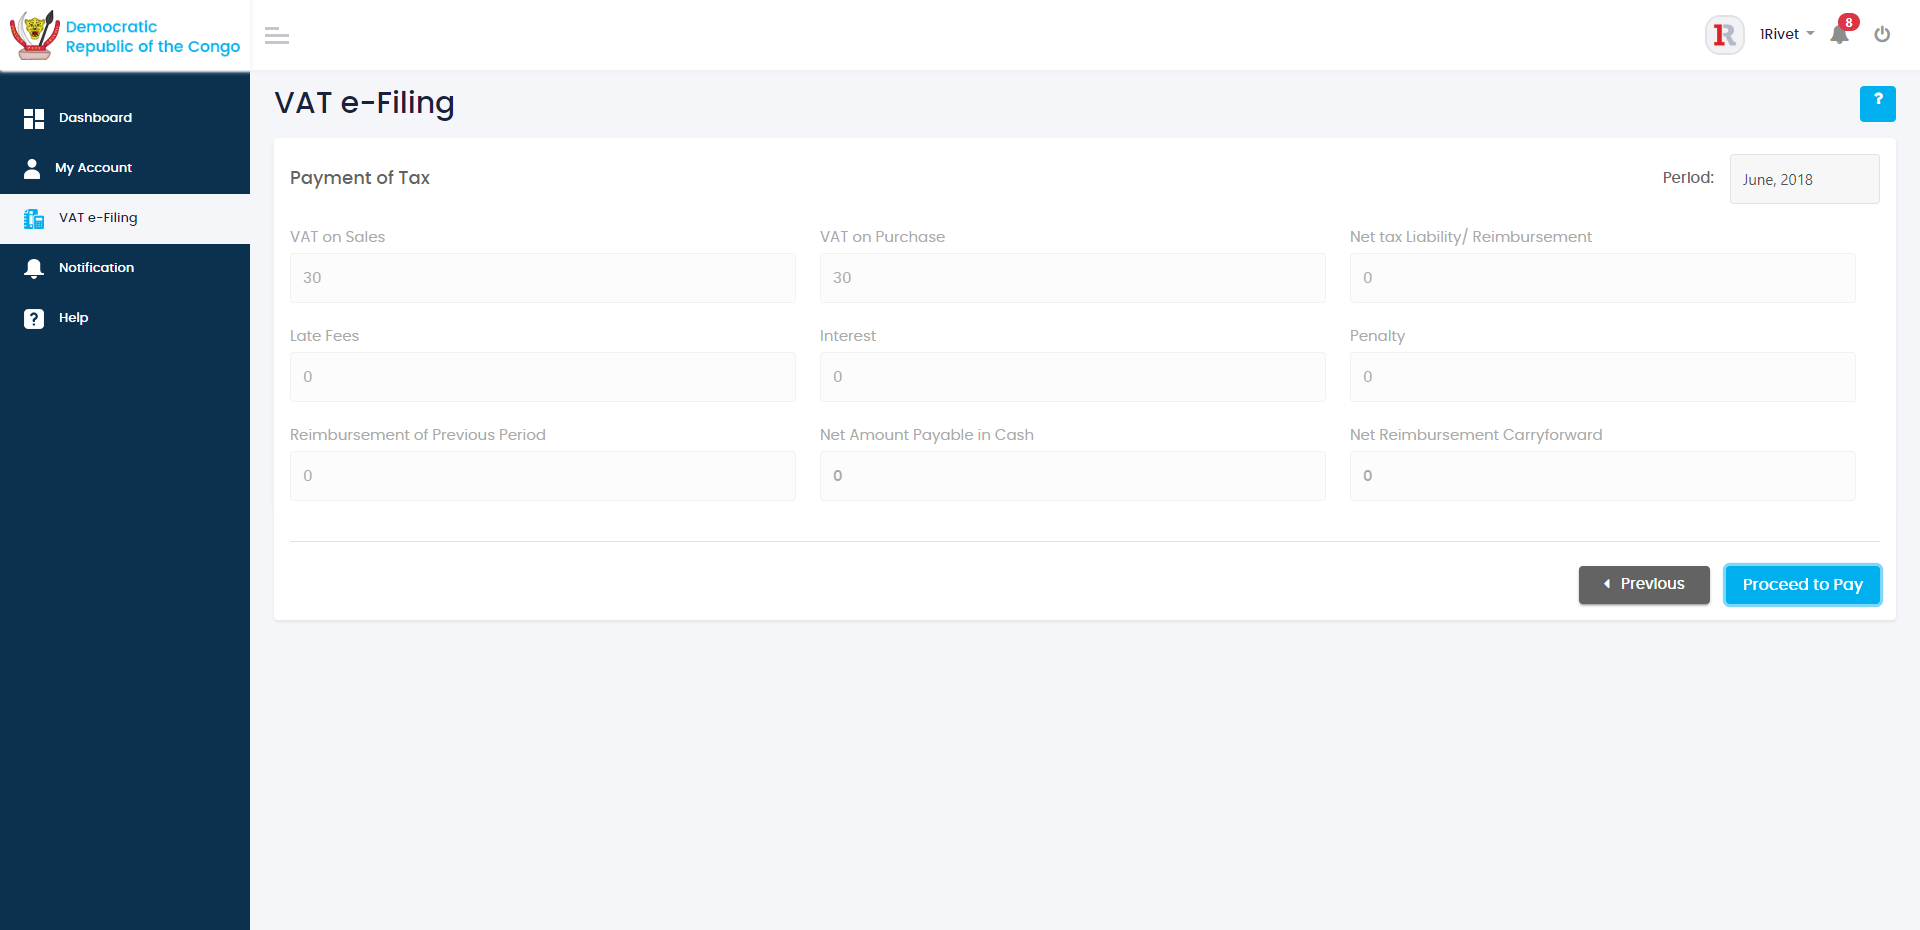 Democratic
Republic of the Congo
1Rivet
8
Dashboard
My Account
VAT e-Filing
Notification
Help
VAT e-Filing
?
Payment of Tax
Period:
June, 2018
VAT on Sales
VAT on Purchase
Net tax Liability/ Reimbursement
30
30
0
Late Fees
Interest
Penalty
0
0
0
Reimbursement of Previous Period
Net Amount Payable in Cash
Net Reimbursement Carryforward
0
0
0
Previous
Proceed to Pay